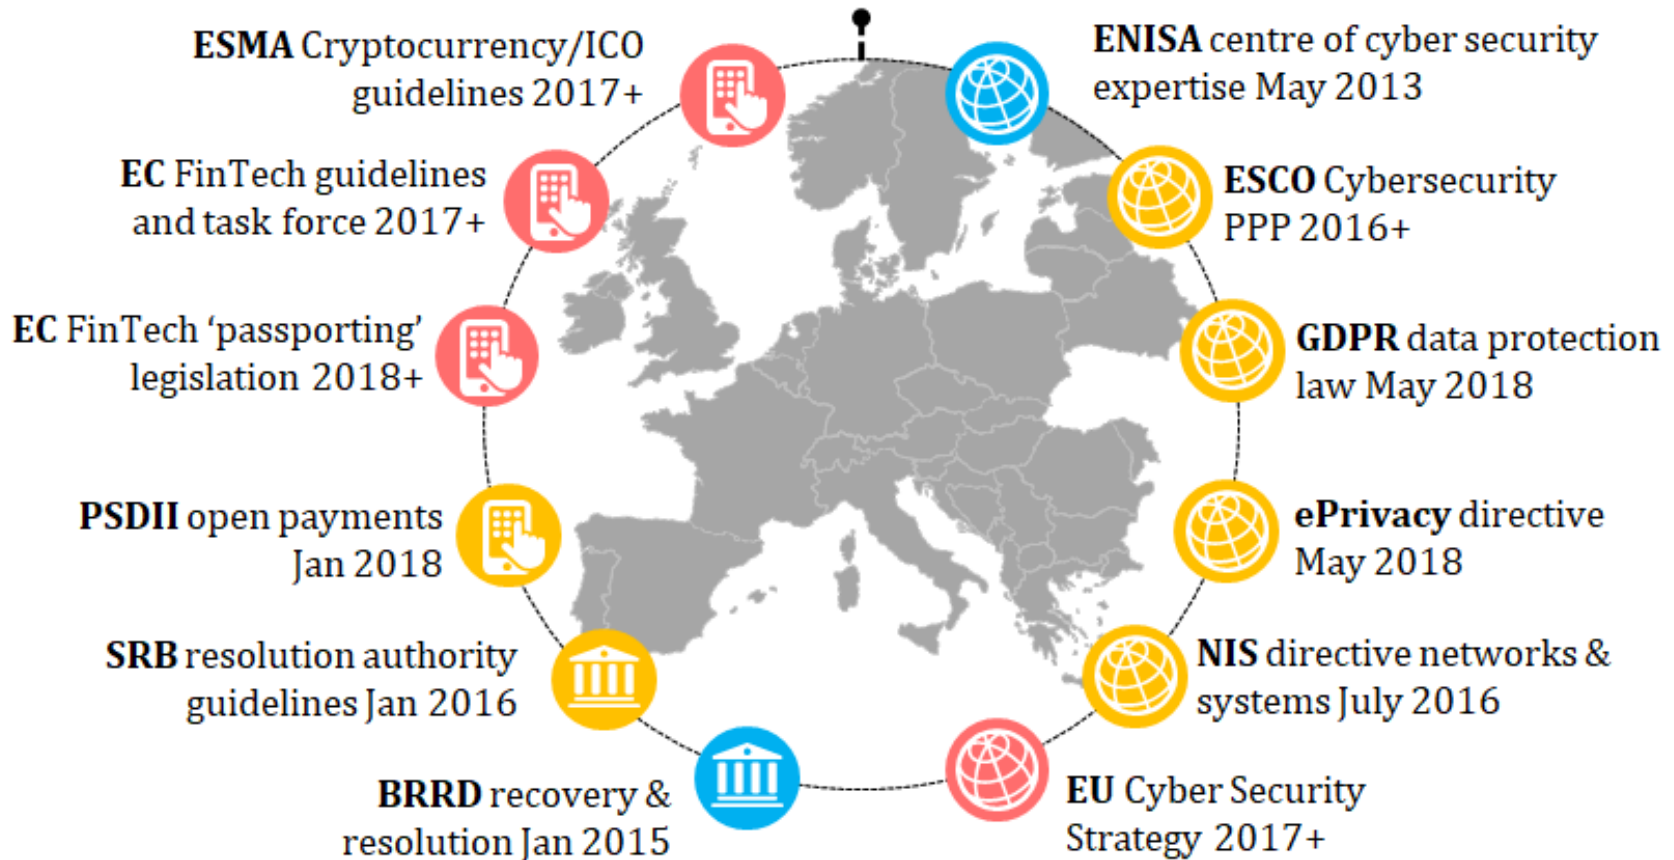 ESMA Cryptocurrency/ICO
guidelines 2017+
ENISA centre of cyber security
expertise May 2013
EC FinTech guidelines
and task force 2017+
ESCO Cybersecurity
PPP 2016+
EC FinTech ‘passporting’
legislation 2018+
GDPR data protection
law May 2018
PSDII open payments
Jan 2018
ePrivacy directive
May 2018
SRB resolution authority
guidelines Jan 2016
NIS directive networks &
systems July 2016
BRRD recovery &
resolution Jan 2015
EU Cyber Security
Strategy 2017+